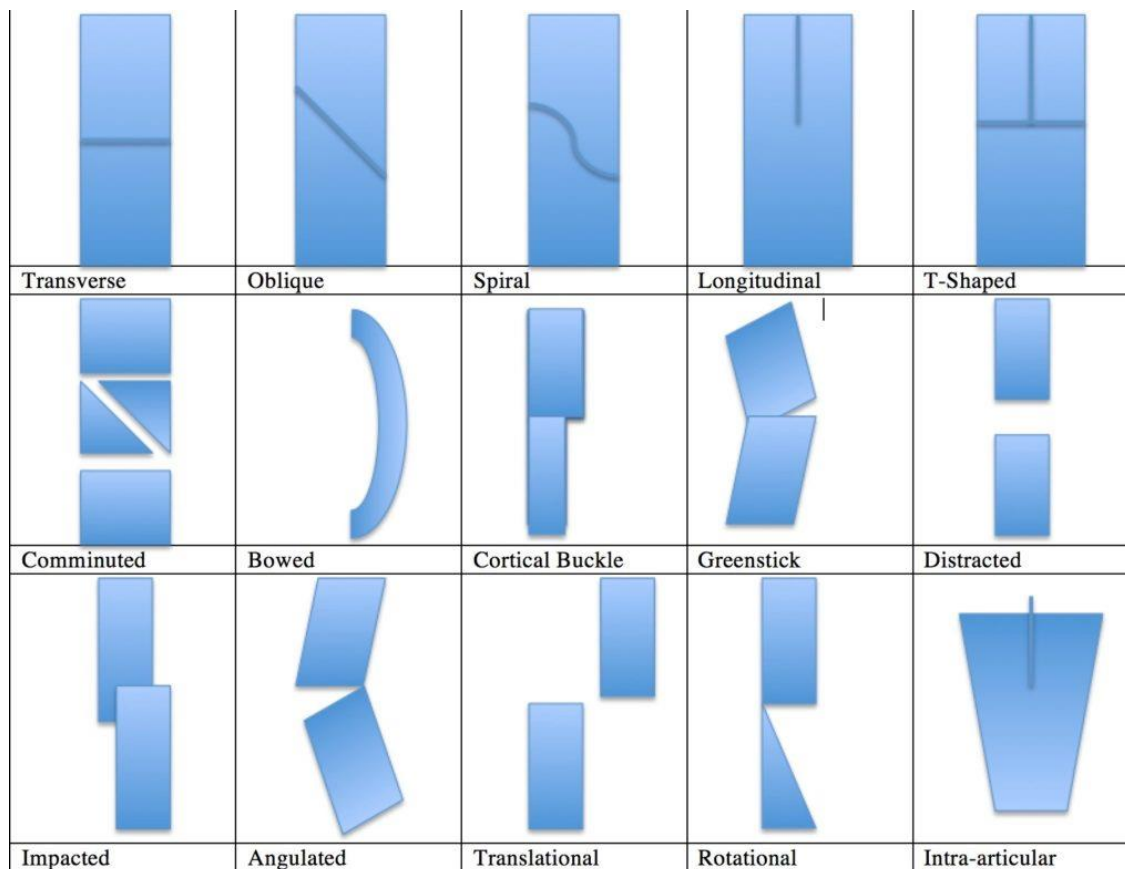 Transverse
Oblique
Spiral
Longitudinal
T-Shaped
Comminuted
Bowed
Cortical Buckle
Greenstick
Distracted
Impacted
Angulated
Translational
Rotational
Intra-articular